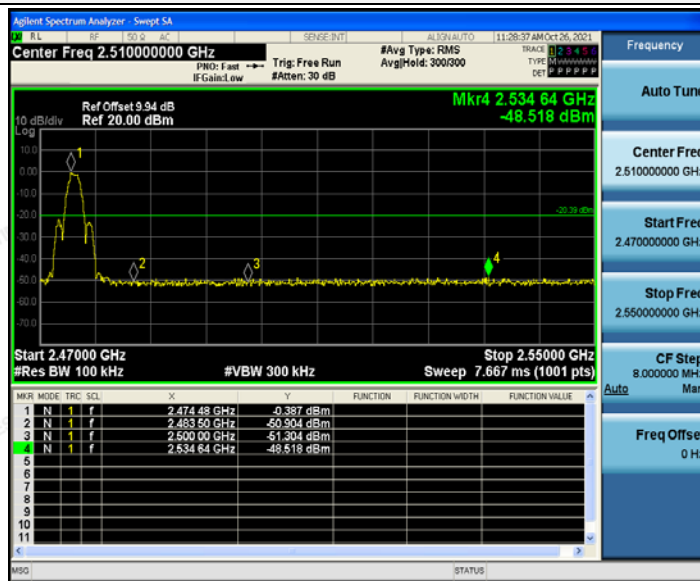 Agilent Spectrum Analyzer - Swept SA
RL RF 50 Ω AC SENSE:INT ALIGN AUTO 11:28:37 AM Oct 26, 2021
Center Freq 2.510000000 GHz #Avg Type: RMS TRACE 1 2 3 4 5 6
PNO: Fast Trig: Free Run Avg|Hold: 300/300 TYPE M W W W W W
IFGain:Low #Atten: 30 dB DET P P P P P P
Frequency
Auto Tune
Center Freq
2.510000000 GHz
Start Freq
2.470000000 GHz
Stop Freq
2.550000000 GHz
CF Step
8.000000 MHz
Auto Man
Freq Offset
0 Hz
Ref Offset 9.94 dB Mkr4 2.534 64 GHz
10 dB/div Ref 20.00 dBm -48.518 dBm
Log
10.0
0.00
-10.0
-20.0
-30.0
-40.0
-50.0
-60.0
-70.0
1
2
3
4
-20.39 dBm
Start 2.47000 GHz Stop 2.55000 GHz
#Res BW 100 kHz #VBW 300 kHz Sweep 7.667 ms (1001 pts)
MKR MODE TRC SCL X Y FUNCTION FUNCTION WIDTH FUNCTION VALUE
1 N 1 f 2.474 48 GHz -0.387 dBm
2 N 1 f 2.483 50 GHz -50.904 dBm
3 N 1 f 2.500 00 GHz -51.304 dBm
4 N 1 f 2.534 64 GHz -48.518 dBm
5
6
7
8
9
10
11
MSG STATUS